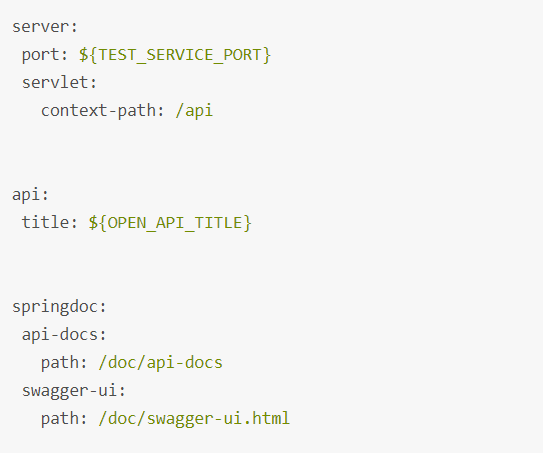 server:
 port: ${TEST_SERVICE_PORT}
 servlet:
   context-path: /api
api:
 title: ${OPEN_API_TITLE}
springdoc:
 api-docs:
   path: /doc/api-docs
 swagger-ui:
   path: /doc/swagger-ui.html